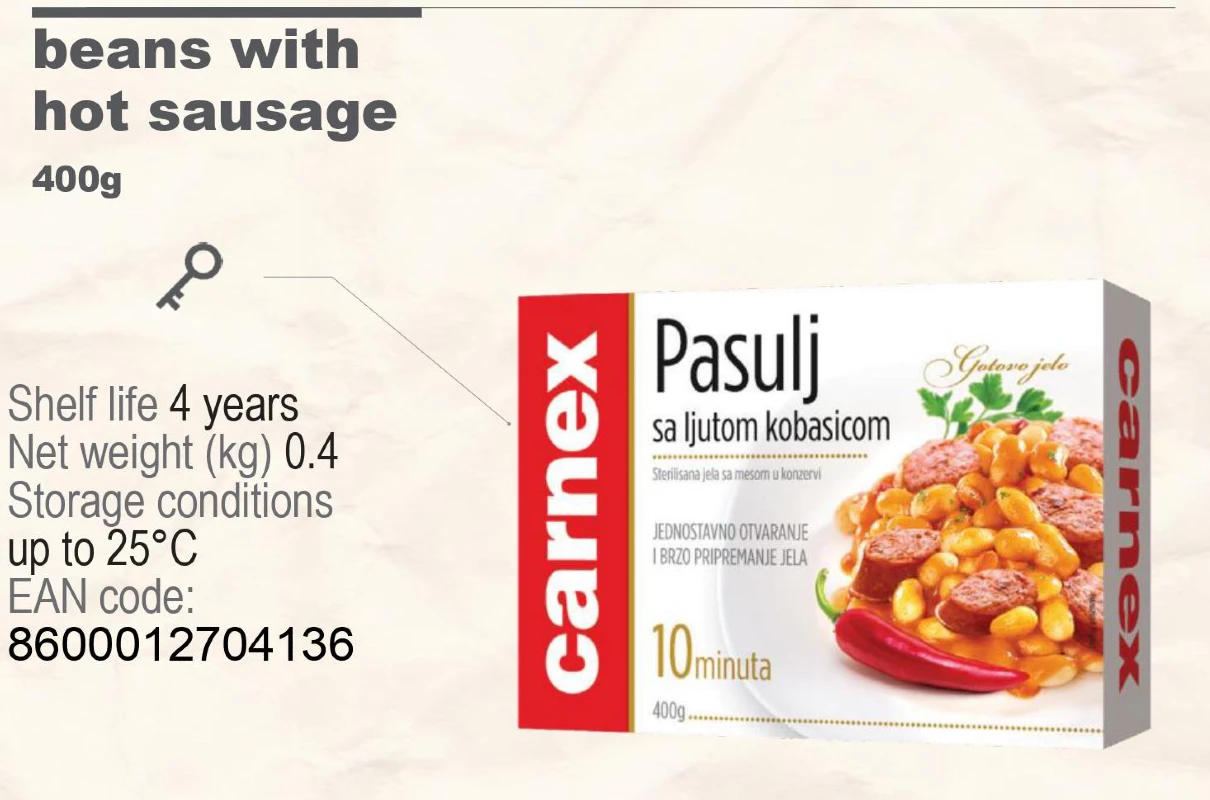 beans with
hot sausage
400g
Shelf life 4 years
Net weight (kg) 0.4
Storage conditions
up to 25°C
EAN code:
8600012704136
carnex
Pasulj
sa ljutom kobasicom
Gotovo jelo
Sterilisana jela sa mesom u konzervi
JEDNOSTAVNO OTVARANJE
I BRZO PRIPREMANJE JELA
10 minuta
400g
carnex